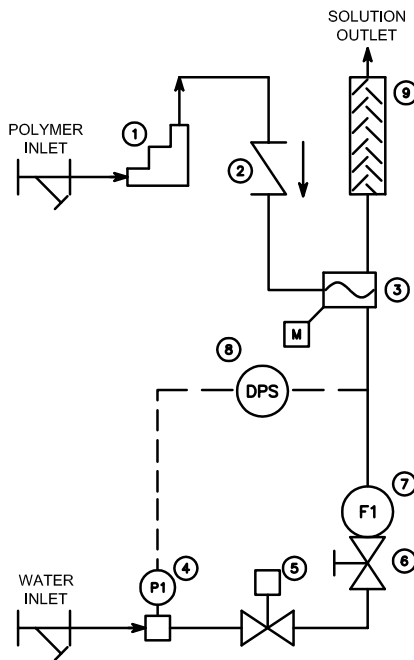 SOLUTION
OUTLET
9
1
POLYMER
INLET
2
3
M
8
DPS
7
F1
4
5
6
P1
WATER
INLET